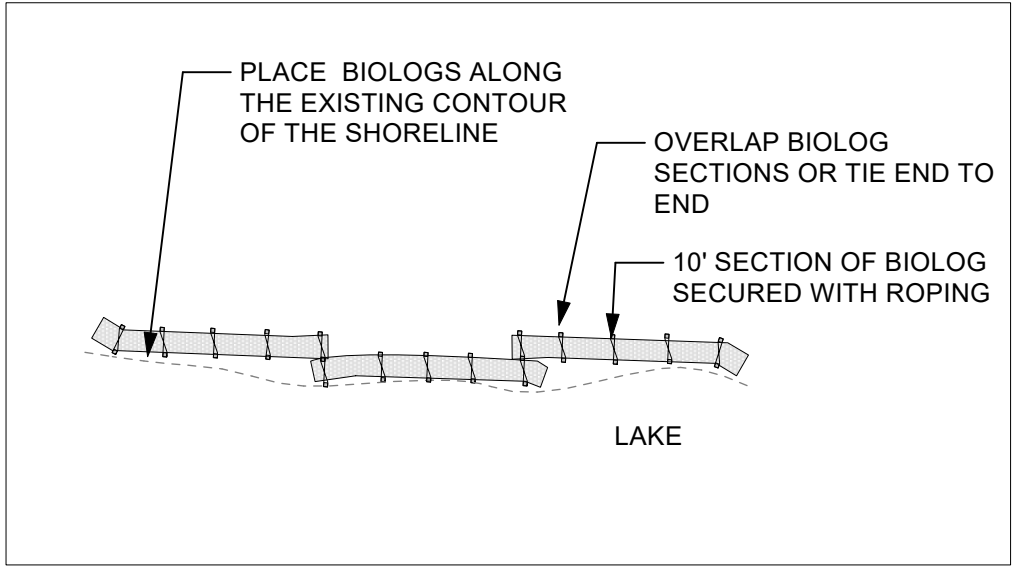 PLACE BIOLOGS ALONG
THE EXISTING CONTOUR
OF THE SHORELINE
OVERLAP BIOLOG
SECTIONS OR TIE END TO
END
10' SECTION OF BIOLOG
SECURED WITH ROPING
LAKE